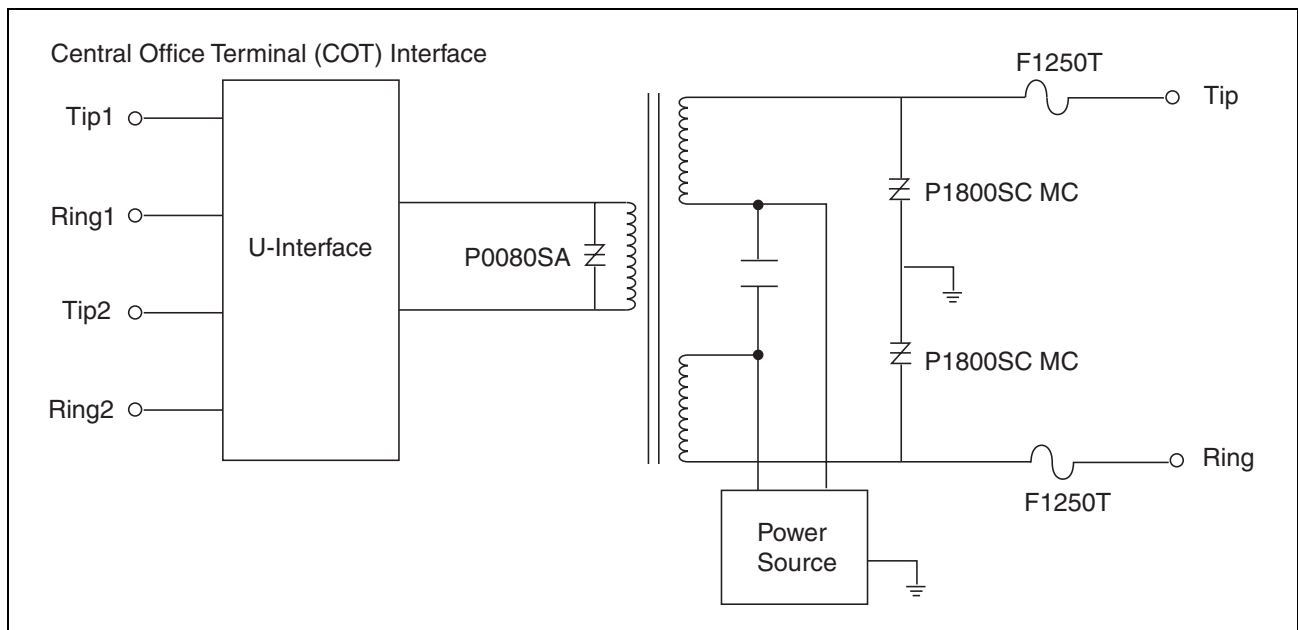 Central Office Terminal (COT) Interface
F1250T
Tip1
Tip
P1800SC MC
Ring1
U-Interface
P0080SA
Tip2
P1800SC MC
Ring2
Ring
F1250T
Power
Source